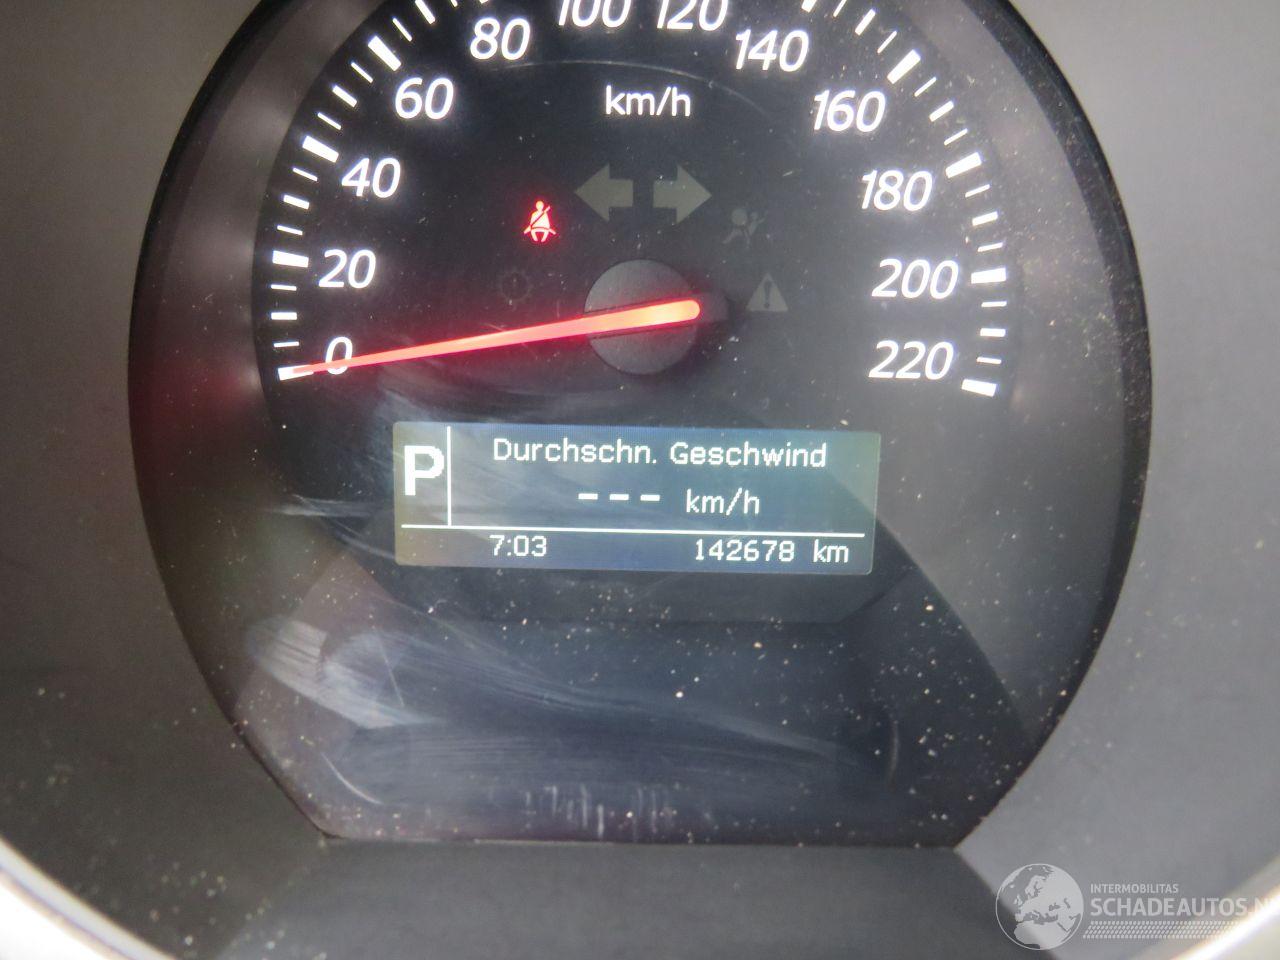 0
20
40
60
80
100
120
140
160
180
200
220
km/h
P
Durchschn. Geschwind
--- km/h
7:03 142678 km
INTERMOBILITAS
SCHADEAUTOS.N